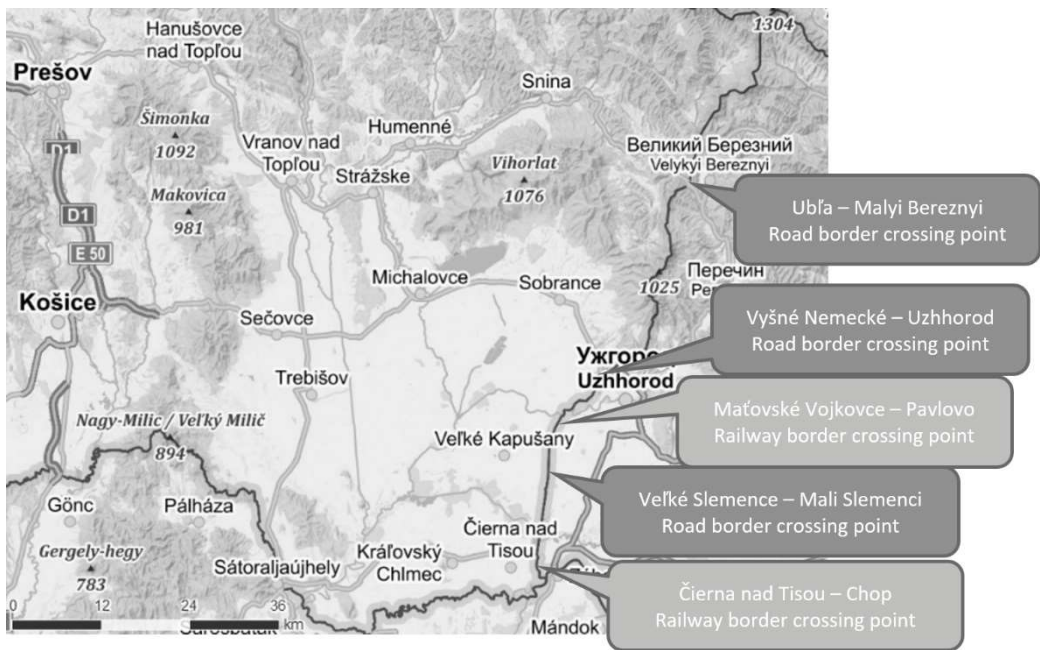 1304
Hanušovce
nad Topľou
Prešov
Snina
Šimonka
1092
Humenné
Великий Березний
Velykyi Bereznyi
D1
Vranov nad
Topľou
Vihorlat
1076
Strážske
Makovica
981
Ubľa – Malyi Bereznyi
Road border crossing point
D1
E 50
Перечин
Michalovce
Sobrance
1025
Košice
Sečovce
Vyšné Nemecké – Uzhhorod
Road border crossing point
Uzhhorod
Trebišov
Maťovské Vojkovce – Pavlovo
Railway border crossing point
Nagy-Milic / Veľký Milič
894
Veľké Kapušany
Gönc
Pálháza
Veľké Slemence – Mali Slemenci
Road border crossing point
Čierna nad
Tisou
Gergely-hegy
783
Sátoraljaújhely
Kráľovský
Chlmec
Čierna nad Tisou – Chop
Railway border crossing point
0 12 24 36
km
Mándok